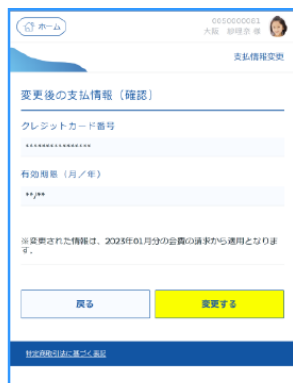 ホーム
0650000661
大阪 様
支払情報変更
変更後の支払情報（確認）
クレジットカード番号
****************
有効期限（月／年）
**/**
※変更された情報は、2023年01月分の会費の請求から適用となりま
す。
戻る
変更する
特定商取引法に基づく表記